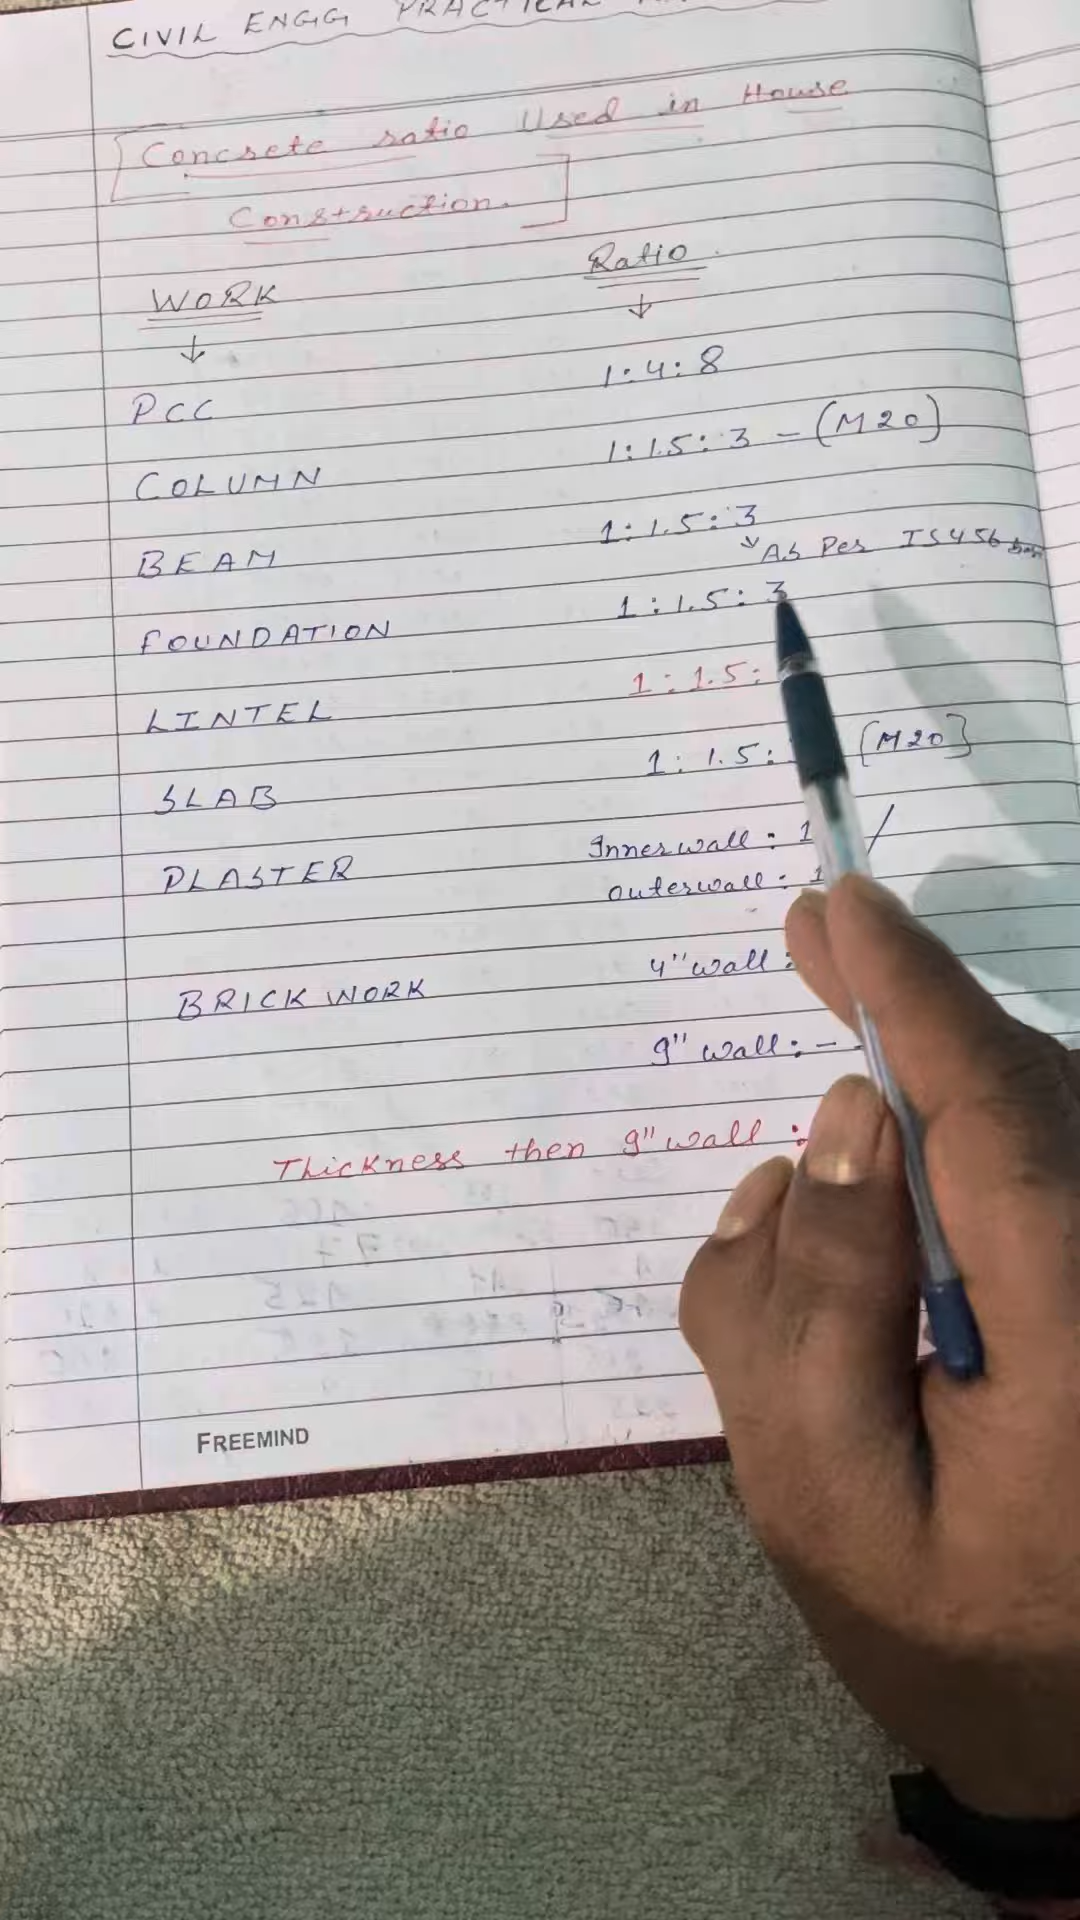 CIVIL ENGG PRACTICAL
Concrete ratio Used in House
Construction.
WORK Ratio
PCC 1:4:8
COLUMN 1:1.5:3 - (M20)
BEAM 1:1.5:3
As Per IS456
FOUNDATION 1:1.5:3
LINTEL 1:1.5:
SLAB 1:1.5: (M20)
PLASTER Innerwall: 1 /
Outerwall: 1
BRICK WORK 4" wall:
9" wall: -
Thickness then 9" wall:
FREEMIND